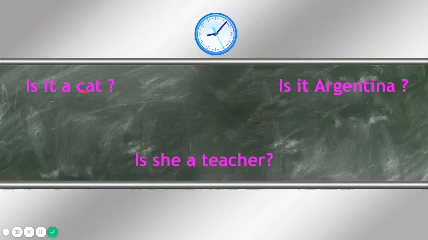 Is it a cat ?
Is it Argentina ?
Is she a teacher?